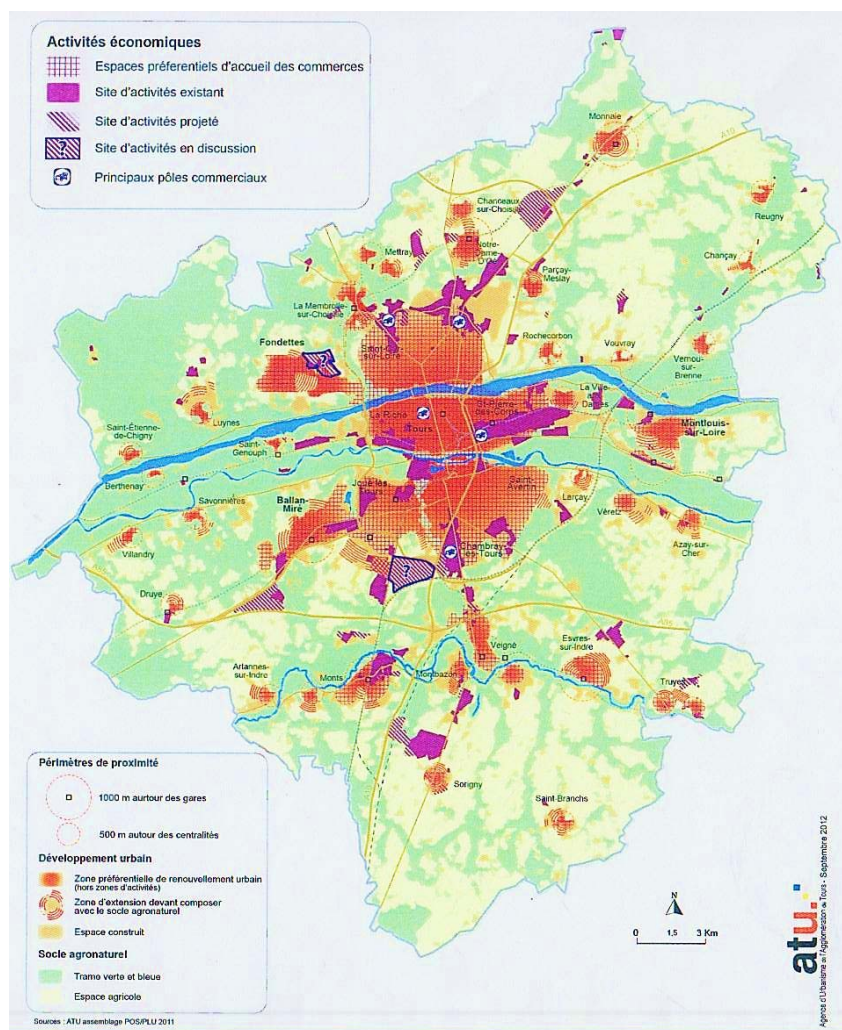 Activités économiques
Espaces préferentiels d'accueil des commerces
Site d'activités existant
Site d'activités projeté
?
Site d'activités en discussion
Principaux pôles commerciaux
Monnaie
A10
Chanceaux
sur-Choisille
Reugny
Notre-
Dame-
D'Oé
Mettray
Chançay
Parçay-
Meslay
La Membrolle-
sur-Choisille
Rochecorbon
Vouvray
Fondettes
?
Saint-Cyr-
sur-Loire
Vernou-
sur-
Brenne
La Ville-
aux-
Dames
St-Pierre-
des-Corps
La Riche
Tours
Luynes
Saint-Étienne-
de-Chigny
Saint-
Genouph
Montlouis-
sur-Loire
Berthenay
Savonnières
Ballan-
Miré
Joué-lès-
Tours
Saint-
Avertin
Larçay
Véretz
Azay-sur-
Cher
Villandry
Chambray-
lès-Tours
?
Druye
Veigné
Esvres-
sur-Indre
Artannes-
sur-Indre
Monts
Montbazon
Truyes
Sorigny
Saint-Branchs
Périmètres de proximité
1000 m aurtour des gares
500 m autour des centralités
Développement urbain
Zone préférentielle de renouvellement urbain
(hors zones d'activités)
Zone d'extension devant composer
avec le socle agronaturel
Espace construit
Socle agronaturel
Trame verte et bleue
Espace agricole
N
0 1,5 3 Km
atu
Agence d'Urbanisme de l'Agglomération de Tours - Septembre 2012
Sources : ATU assemblage POS/PLU 2011